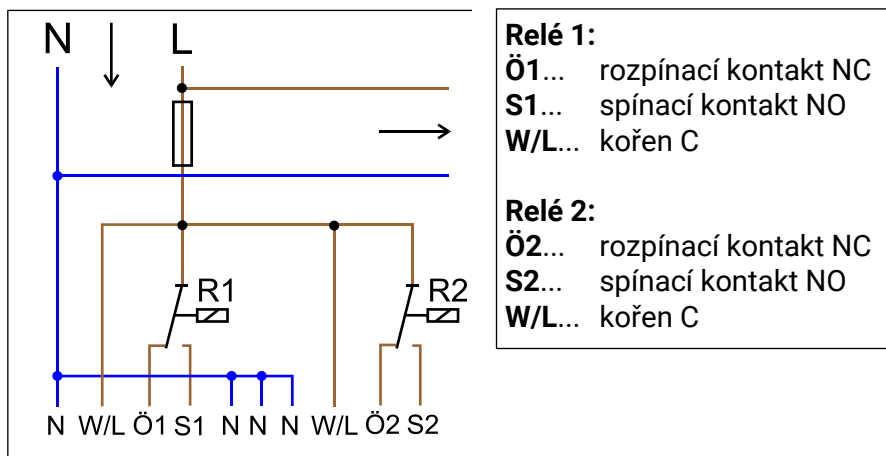 N L
R1 R2
N W/L Ö1 S1 N N N W/L Ö2 S2
Relé 1:
Ö1... rozpínací kontakt NC
S1... spínací kontakt NO
W/L... kořen C
Relé 2:
Ö2... rozpínací kontakt NC
S2... spínací kontakt NO
W/L... kořen C